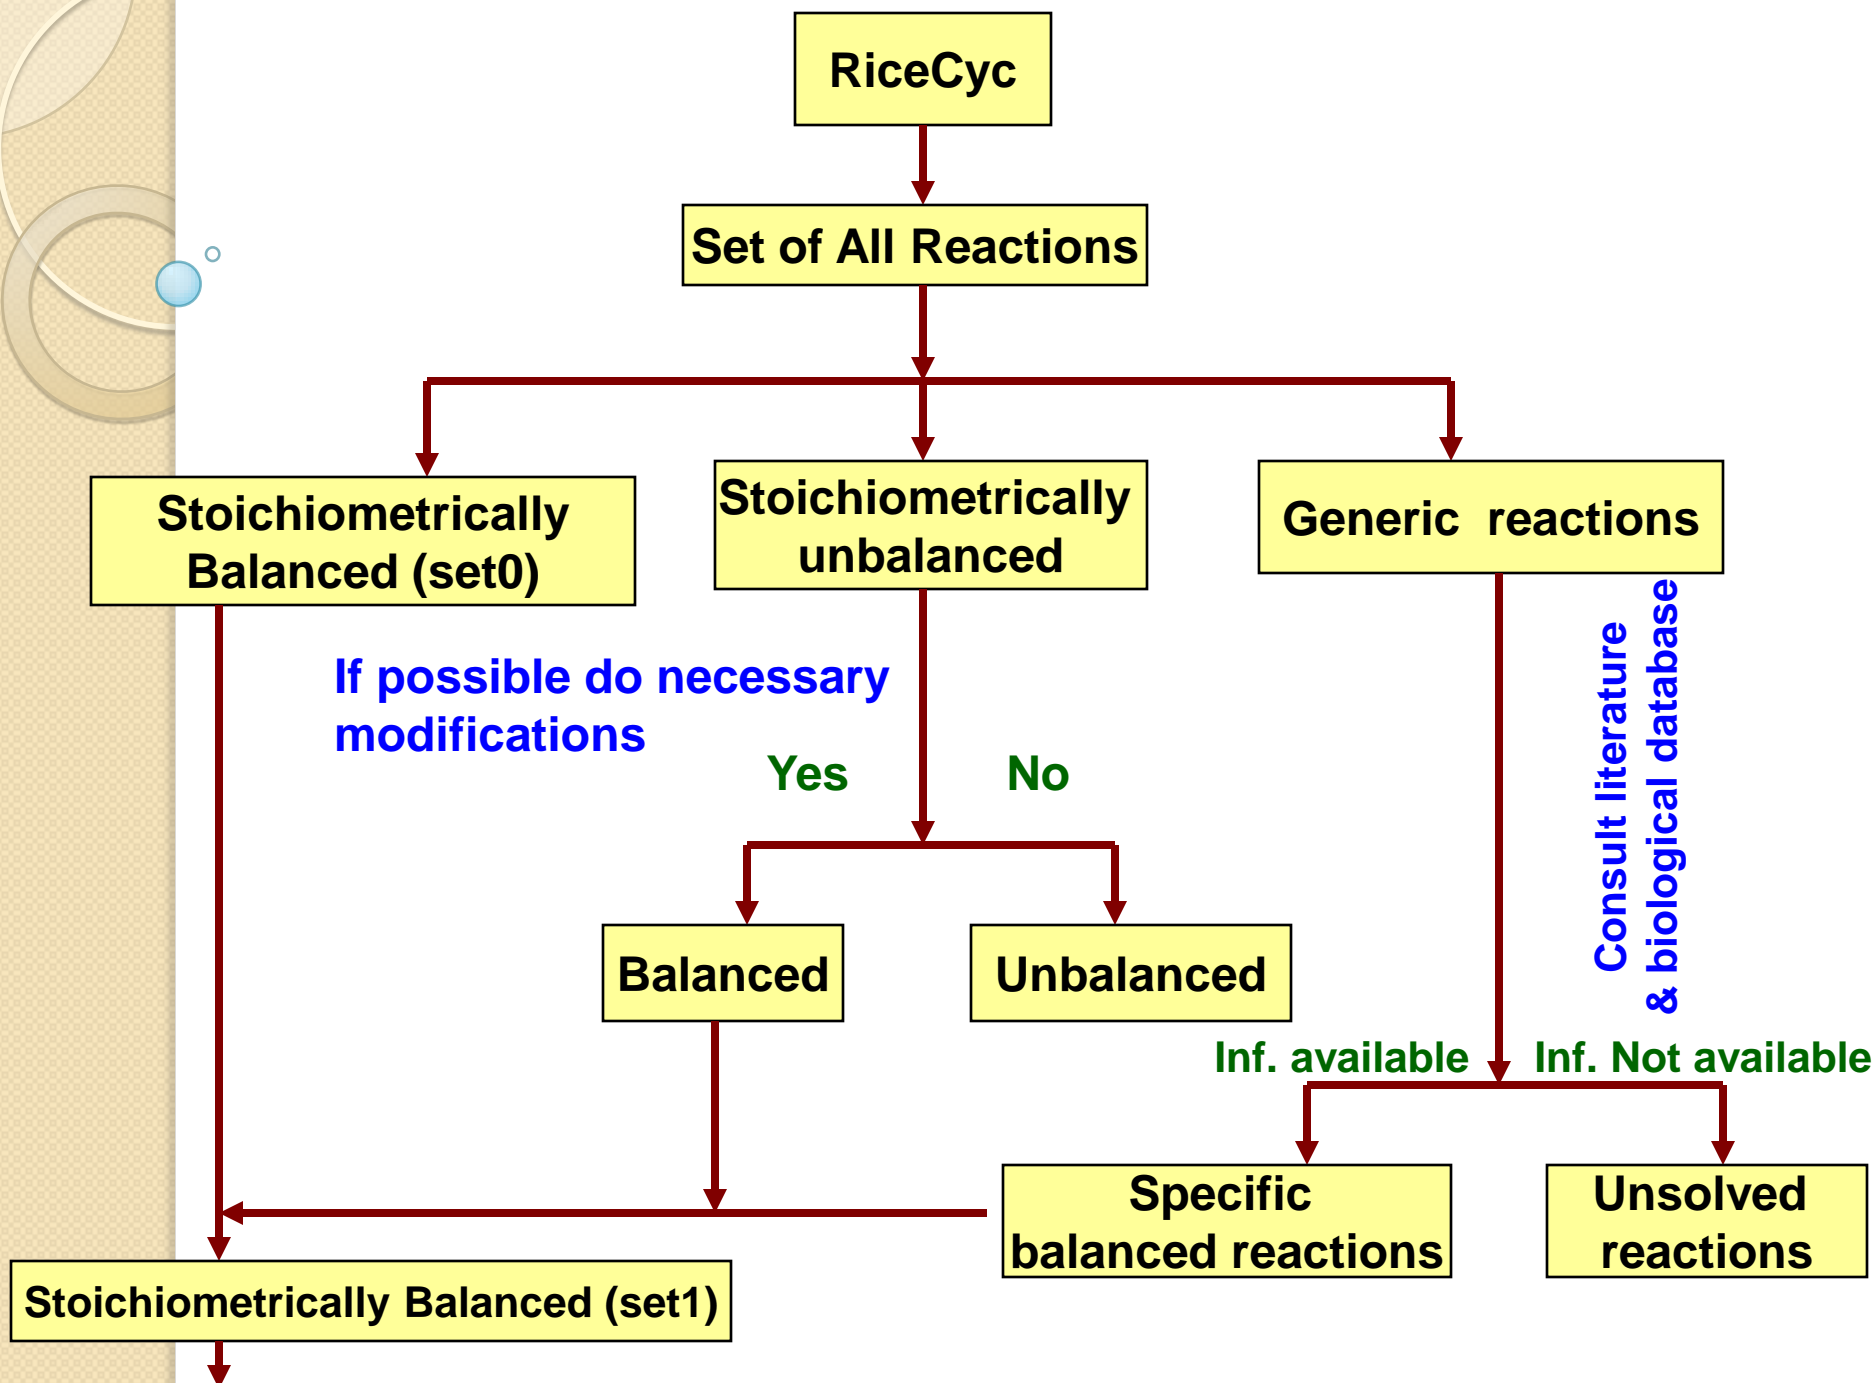 RiceCyc
Set of All Reactions
Stoichiometrically
Balanced (set0)
Stoichiometrically
unbalanced
Generic reactions
If possible do necessary
modifications
Yes
No
Consult literature
& biological database
Balanced
Unbalanced
Inf. available
Inf. Not available
Specific
balanced reactions
Unsolved
reactions
Stoichiometrically Balanced (set1)